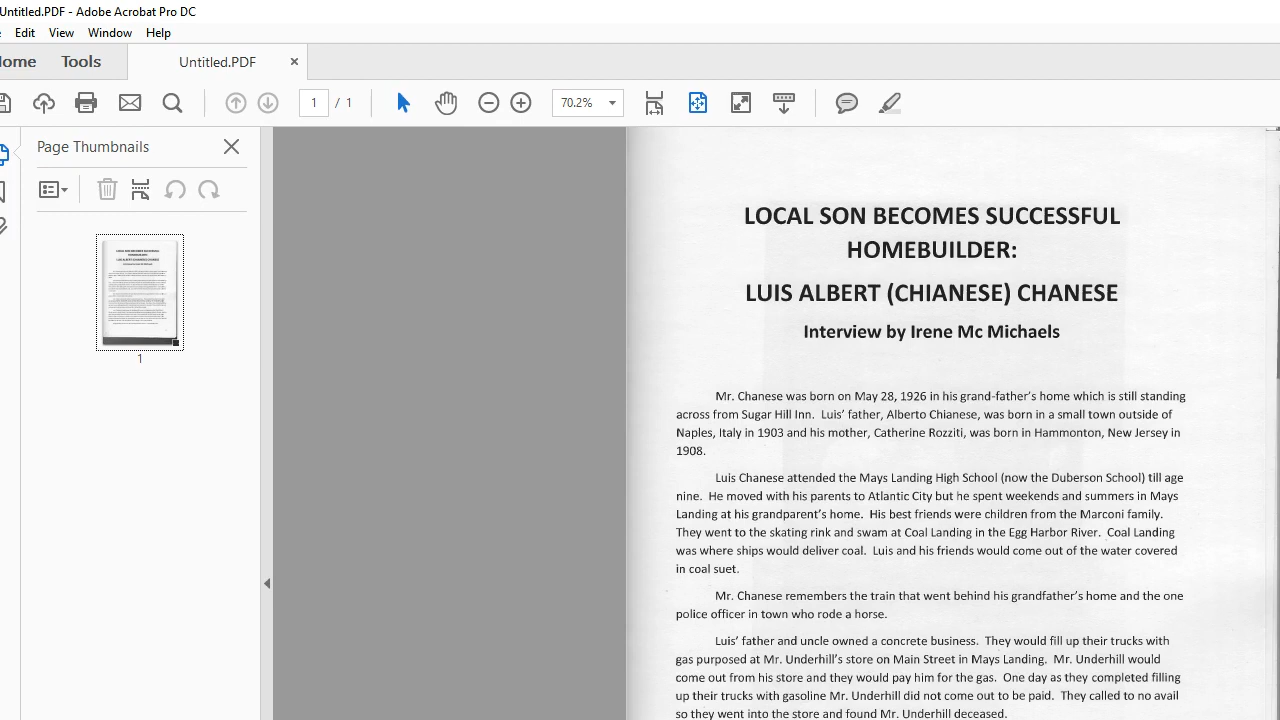 Untitled.PDF - Adobe Acrobat Pro DC
Edit View Window Help
Home Tools Untitled.PDF
1 / 1 70.2%
Page Thumbnails
1
LOCAL SON BECOMES SUCCESSFUL
HOMEBUILDER:
LUIS ALBERT (CHIANESE) CHANESE
Interview by Irene Mc Michaels
Mr. Chanese was born on May 28, 1926 in his grand-father's home which is still standing
across from Sugar Hill Inn. Luis' father, Alberto Chianese, was born in a small town outside of
Naples, Italy in 1903 and his mother, Catherine Rozziti, was born in Hammonton, New Jersey in
1908.
Luis Chanese attended the Mays Landing High School (now the Duberson School) till age
nine. He moved with his parents to Atlantic City but he spent weekends and summers in Mays
Landing at his grandparent's home. His best friends were children from the Marconi family.
They went to the skating rink and swam at Coal Landing in the Egg Harbor River. Coal Landing
was where ships would deliver coal. Luis and his friends would come out of the water covered
in coal suet.
Mr. Chanese remembers the train that went behind his grandfather's home and the one
police officer in town who rode a horse.
Luis' father and uncle owned a concrete business. They would fill up their trucks with
gas purposed at Mr. Underhill's store on Main Street in Mays Landing. Mr. Underhill would
come out from his store and they would pay him for the gas. One day as they completed filling
up their trucks with gasoline Mr. Underhill did not come out to be paid. They called to no avail
so they went into the store and found Mr. Underhill deceased.